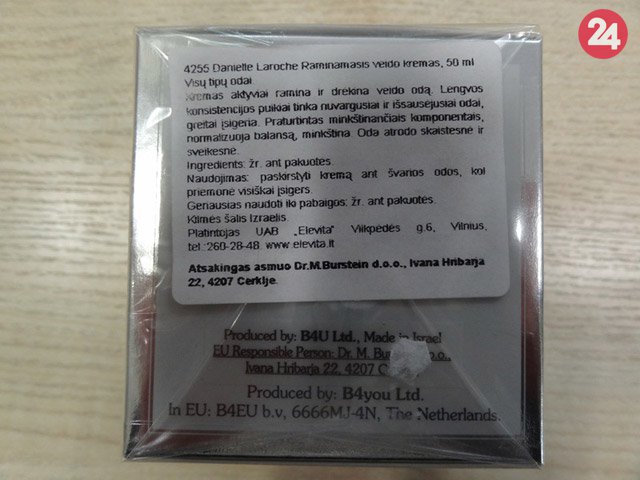 24
4255 Danielle Laroche Raminamasis veido kremas, 50 ml
Visų tipų odai.
Kremas aktyviai ramina ir drėkina veido odą. Lengvos
konsistencijos puikiai tinka nuvargusiai ir išsausėjusiai odai,
greitai įsigeria. Praturtintas minkštinančiais komponentais,
normalizuoja balansą, minkština. Oda atrodo skaistesnė ir
sveikesnė.
Ingredients: žr. ant pakuotės.
Naudojimas: paskirstyti kremą ant švarios odos, kol
priemonė visiškai įsigers.
Geriausias naudoti iki pabaigos: žr. ant pakuotės.
Kilmės šalis Izraelis.
Platintojas UAB „Elevita" Vilkpėdės g.6, Vilnius,
tel.:260-28-48. www.elevita.lt
Atsakingas asmuo Dr.M.Burstein d.o.o., Ivana Hribarja
22, 4207 Cerklje.
Produced by: B4U Ltd., Made in Israel
EU Responsible Person: Dr. M. d.o.o.,
Ivana Hribarja 22, 4207
Produced by: B4you Ltd.
In EU: B4EU b.v, 6666MJ-4N, The Netherlands.